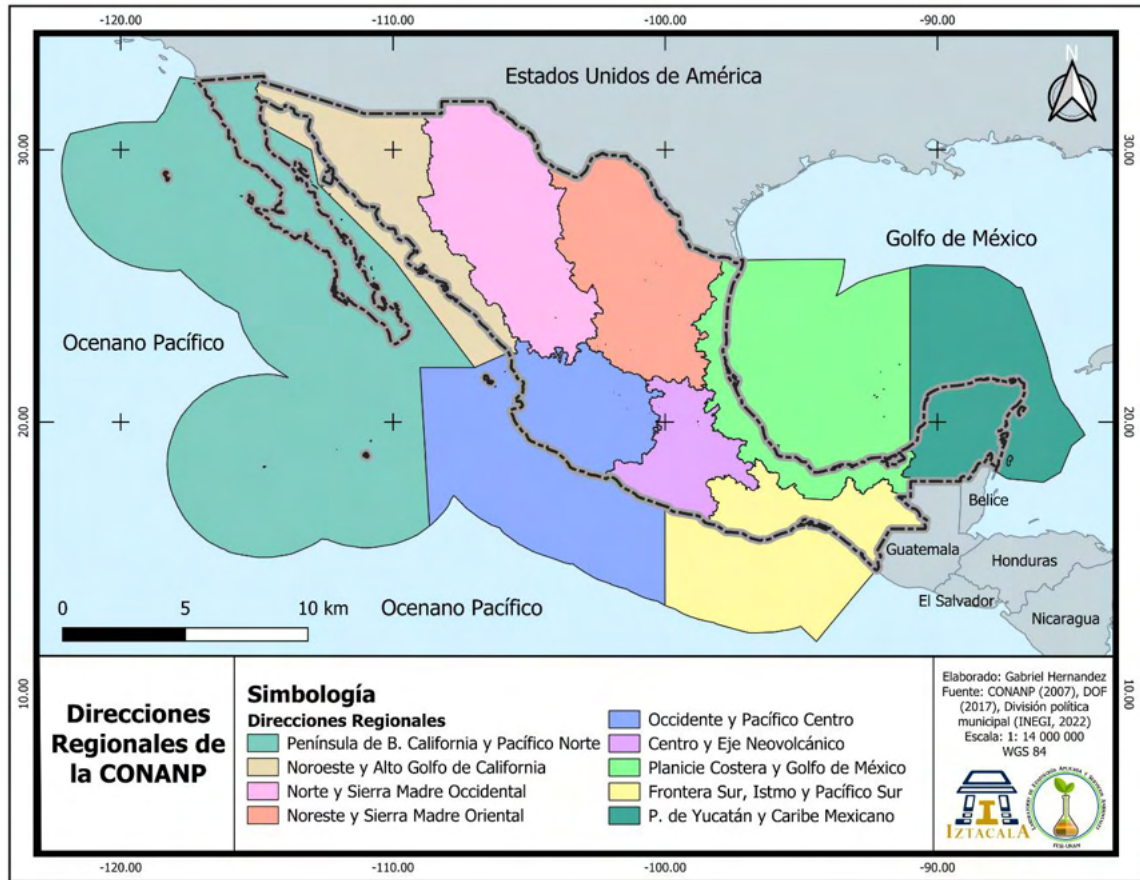 -120.00
-110.00
-100.00
-90.00
N
Estados Unidos de América
30.00
30.00
Golfo de México
Ocenano Pacífico
20.00
20.00
Belíce
Guatemala
Honduras
El Salvador
Nicaragua
0
5
10 km
Ocenano Pacífico
10.00
10.00
Direcciones
Regionales de
la CONANP
Simbología
Direcciones Regionales
Península de B. California y Pacífico Norte
Noroeste y Alto Golfo de California
Norte y Sierra Madre Occidental
Noreste y Sierra Madre Oriental
Occidente y Pacífico Centro
Centro y Eje Neovolcánico
Planicie Costera y Golfo de México
Frontera Sur, Istmo y Pacífico Sur
P. de Yucatán y Caribe Mexicano
Elaborado: Gabriel Hernandez
Fuente: CONANP (2007), DOF
(2017), División política
municipal (INEGI, 2022)
Escala: 1: 14 000 000
WGS 84
IZTACALA
-120.00
-110.00
-100.00
-90.00